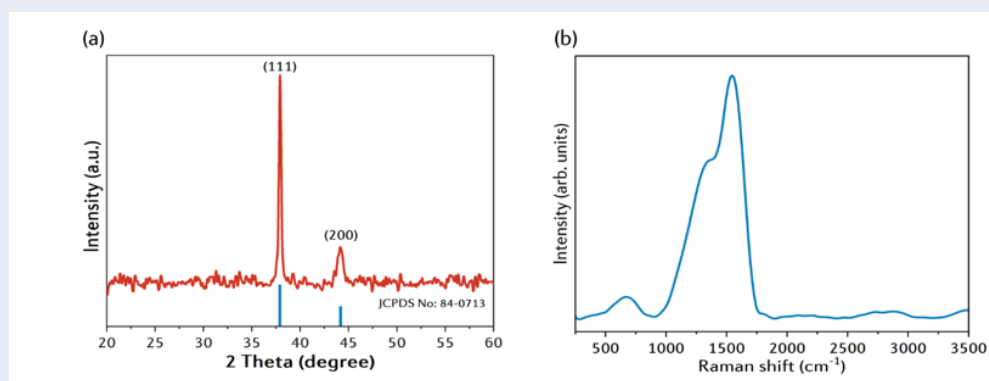 (a)
(111)
(200)
JCPDS No: 84-0713
Intensity (a.u.)
20 25 30 35 40 45 50 55 60
2 Theta (degree)
(b)
Intensity (arb. units)
500 1000 1500 2000 2500 3000 3500
Raman shift (cm⁻¹)